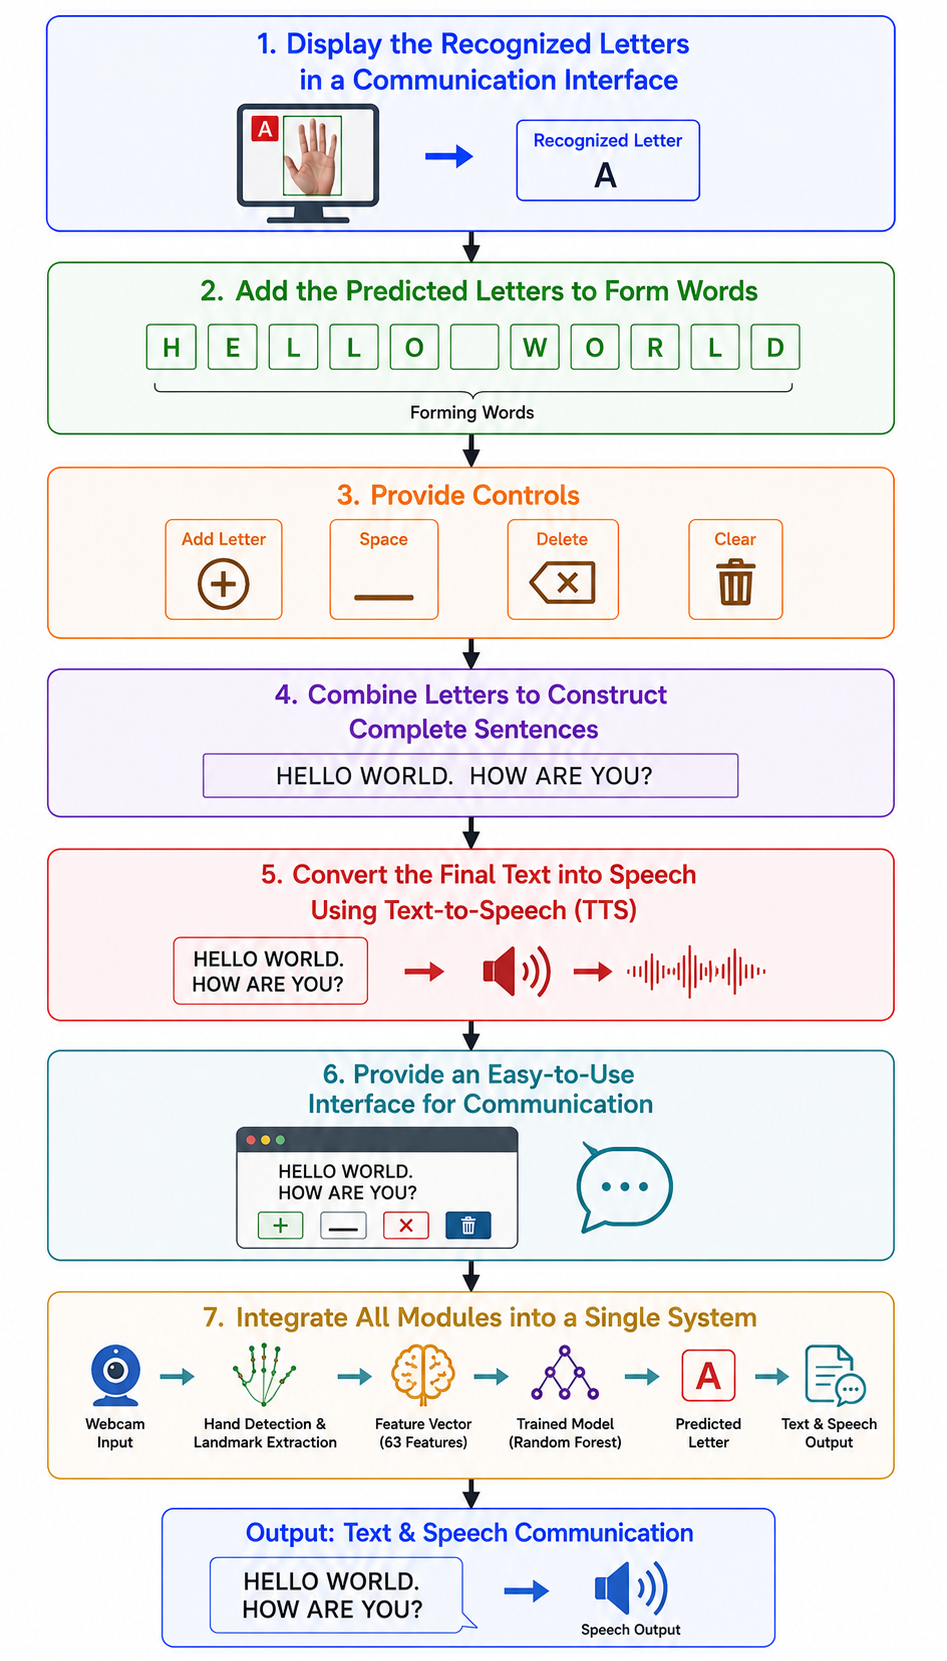 1. Display the Recognized Letters
in a Communication Interface
A
Recognized Letter
A
2. Add the Predicted Letters to Form Words
H E L L O W O R L D
Forming Words
3. Provide Controls
Add Letter Space Delete Clear
4. Combine Letters to Construct
Complete Sentences
HELLO WORLD. HOW ARE YOU?
5. Convert the Final Text into Speech
Using Text-to-Speech (TTS)
HELLO WORLD.
HOW ARE YOU?
6. Provide an Easy-to-Use
Interface for Communication
HELLO WORLD.
HOW ARE YOU?
7. Integrate All Modules into a Single System
A
Webcam
Input
Hand Detection &
Landmark Extraction
Feature Vector
(63 Features)
Trained Model
(Random Forest)
Predicted
Letter
Text & Speech
Output
Output: Text & Speech Communication
HELLO WORLD.
HOW ARE YOU?
Speech Output